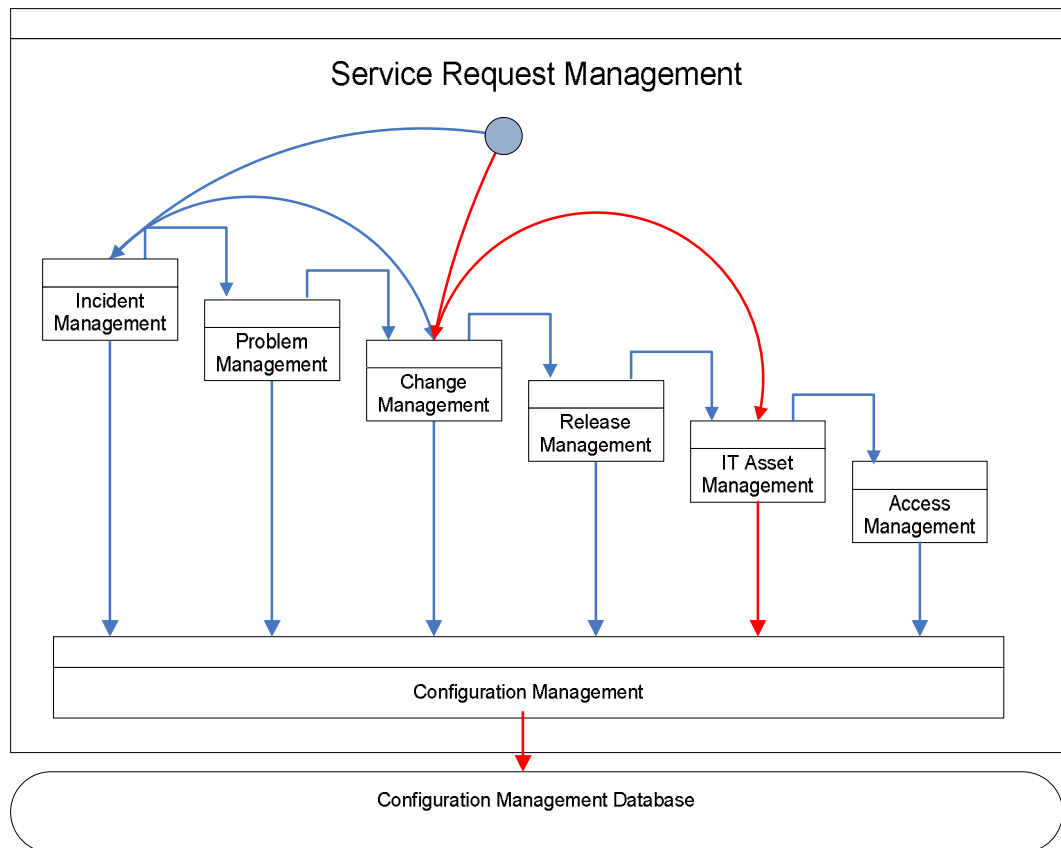 Service Request Management
Incident
Management
Problem
Management
Change
Management
Release
Management
IT Asset
Management
Access
Management
Configuration Management
Configuration Management Database